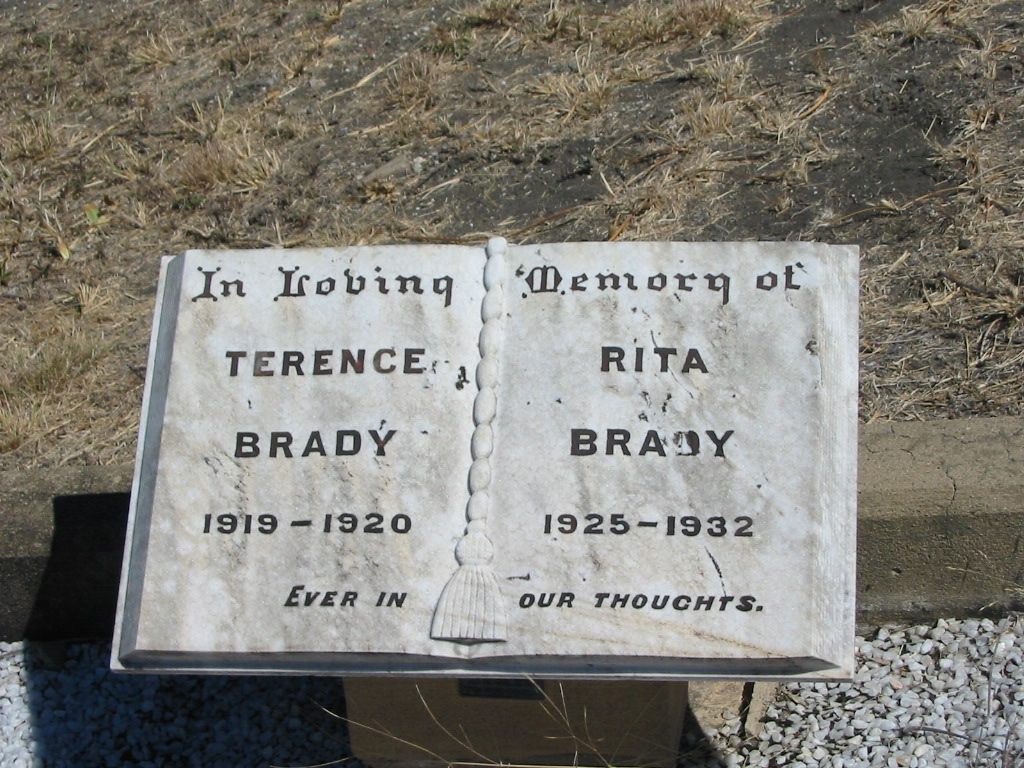 In Loving Memory of
TERENCE
BRADY
1919 - 1920
RITA
BRADY
1925 - 1932
EVER IN OUR THOUGHTS.